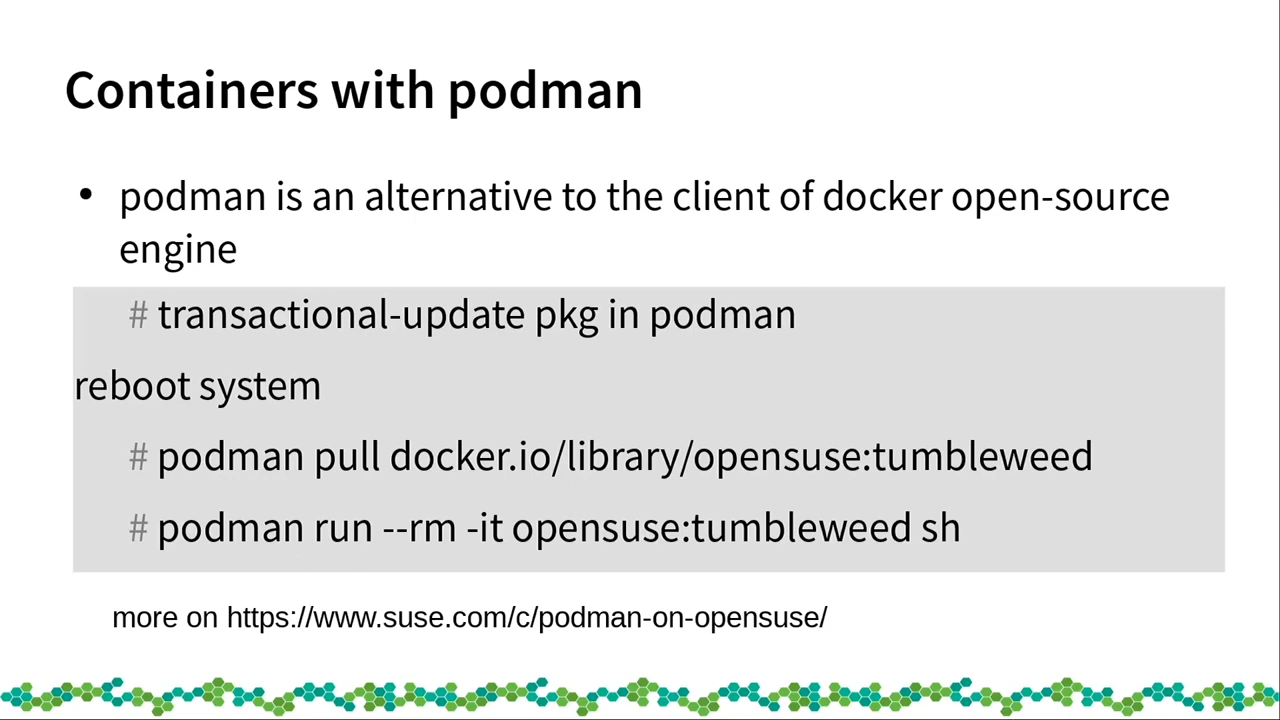 Containers with podman
• podman is an alternative to the client of docker open-source
engine
# transactional-update pkg in podman
reboot system
# podman pull docker.io/library/opensuse:tumbleweed
# podman run --rm -it opensuse:tumbleweed sh
more on https://www.suse.com/c/podman-on-opensuse/